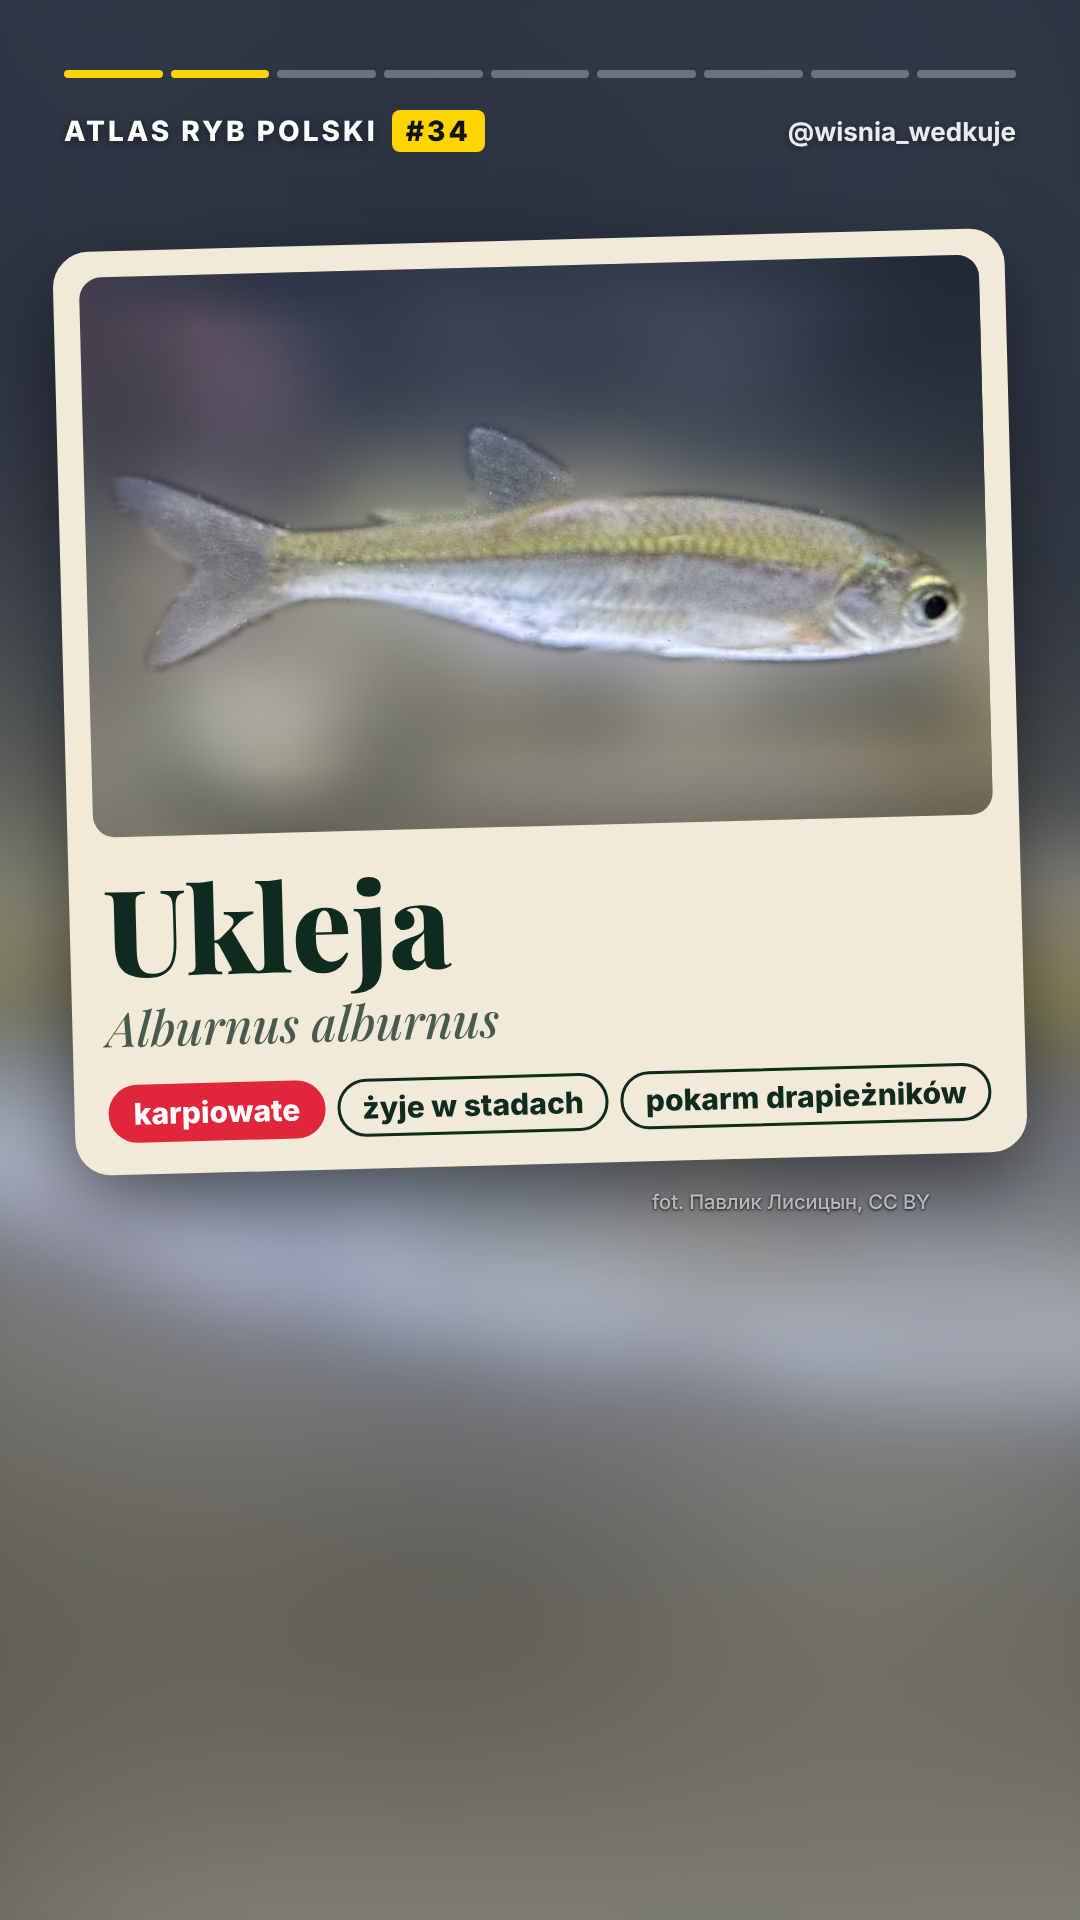 ATLAS RYB POLSKI #34
@wisnia_wedkuje
Ukleja
Alburnus alburnus
karpiowate
żyje w stadach
pokarm drapieżników
fot. Павлик Лисицын, CC BY